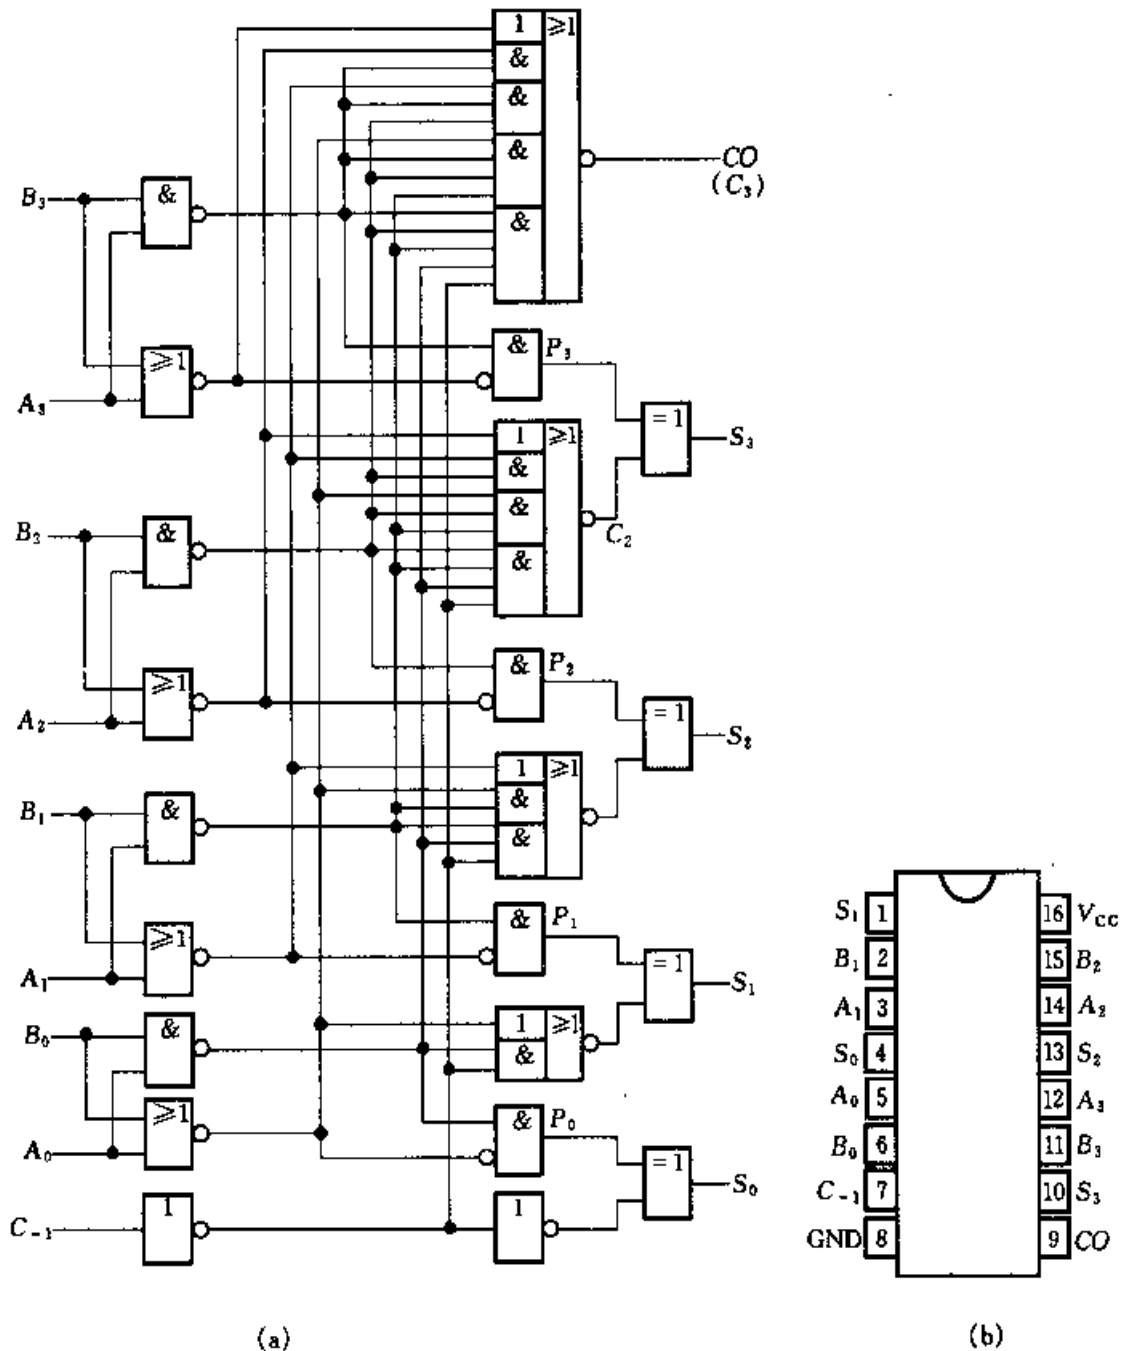 1 ≥1
&
&
&
&
CO
(C₃)
B₃
&
&
P₃
≥1
A₃
=1
S₃
1 ≥1
&
&
&
C₂
B₂
&
&
P₂
≥1
A₂
=1
S₂
1 ≥1
&
&
B₁
&
&
P₁
≥1
A₁
=1
S₁
1 ≥1
&
B₀
&
&
P₀
≥1
A₀
=1
S₀
C₋₁
1
1
(a)
S₁ 1 16 V_CC
B₁ 2 15 B₂
A₁ 3 14 A₂
S₀ 4 13 S₂
A₀ 5 12 A₃
B₀ 6 11 B₃
C₋₁ 7 10 S₃
GND 8 9 CO
(b)